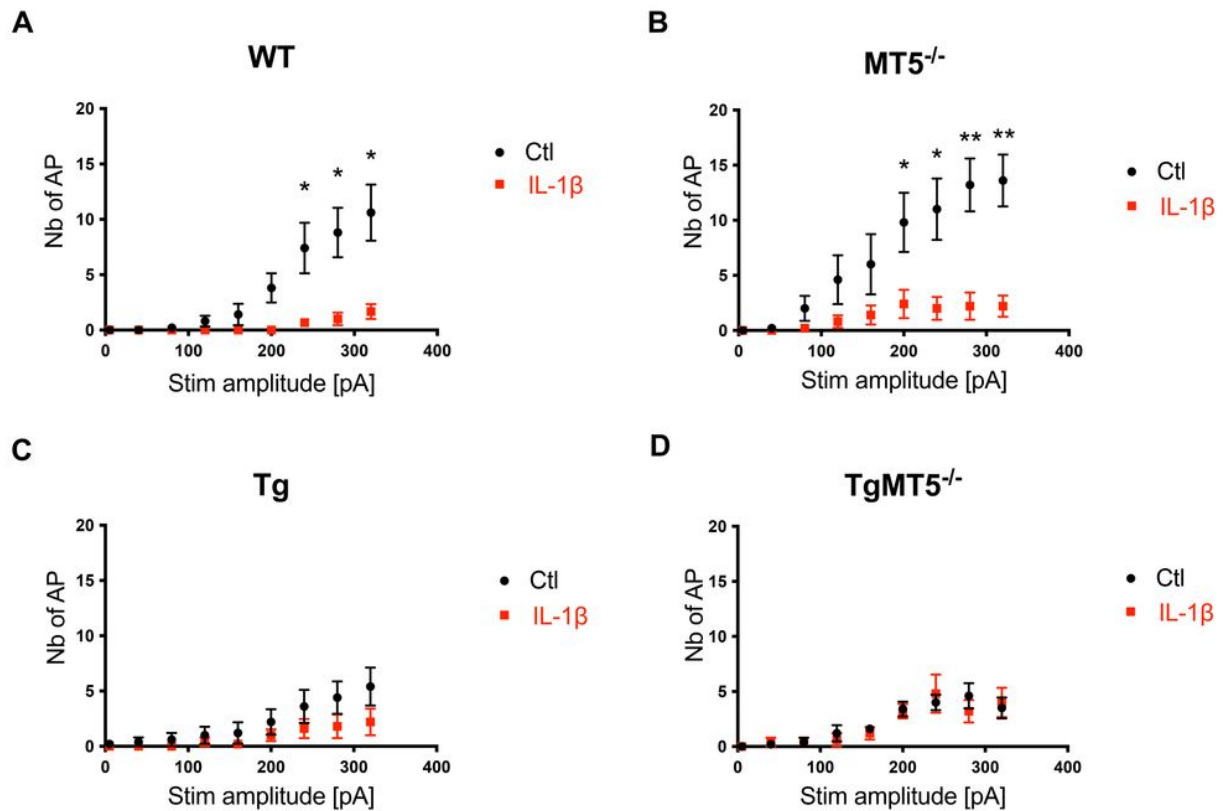 A
WT
20
15
10
5
0
Nb of AP
* * *
0 100 200 300 400
Stim amplitude [pA]
Ctl
IL-1β
B
MT5-/-
20
15
10
5
0
Nb of AP
* * ** **
0 100 200 300 400
Stim amplitude [pA]
Ctl
IL-1β
C
Tg
20
15
10
5
0
Nb of AP
0 100 200 300 400
Stim amplitude [pA]
Ctl
IL-1β
D
TgMT5-/-
20
15
10
5
0
Nb of AP
0 100 200 300 400
Stim amplitude [pA]
Ctl
IL-1β